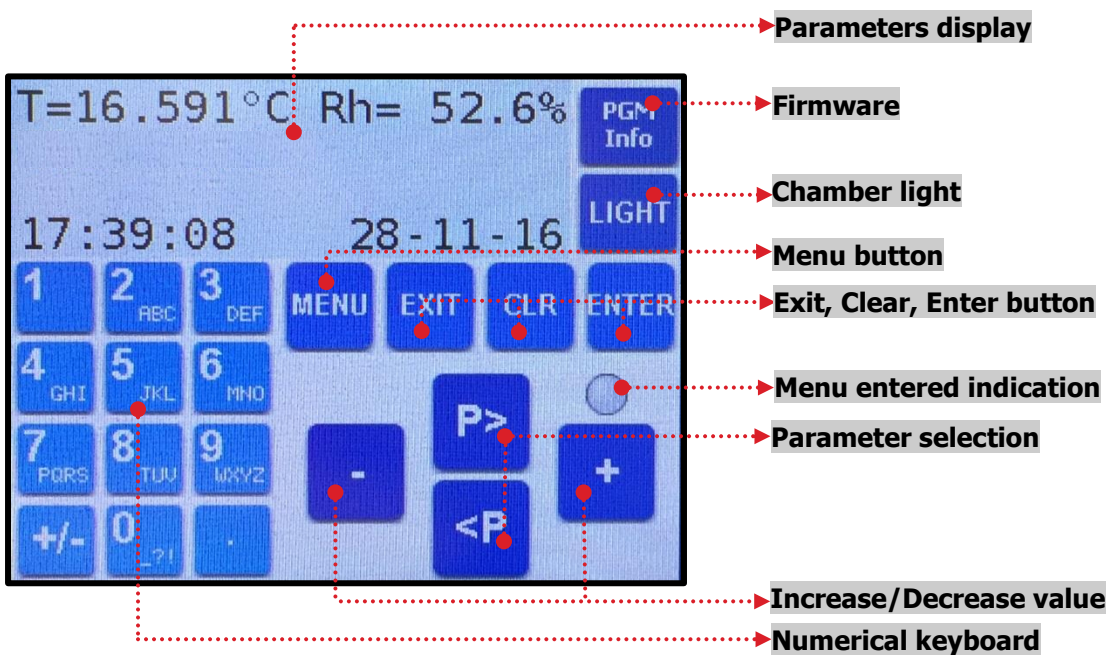 Parameters display
T=16.591°C Rh= 52.6%
PGM
Info
Firmware
LIGHT
Chamber light
17:39:08 28-11-16
Menu button
1
2 ABC
3 DEF
MENU
EXIT
CLR
ENTER
Exit, Clear, Enter button
4 GHI
5 JKL
6 MNO
Menu entered indication
P>
Parameter selection
7 PQRS
8 TUV
9 WXYZ
-
+
+/-
0 _?!
.
<P
Increase/Decrease value
Numerical keyboard